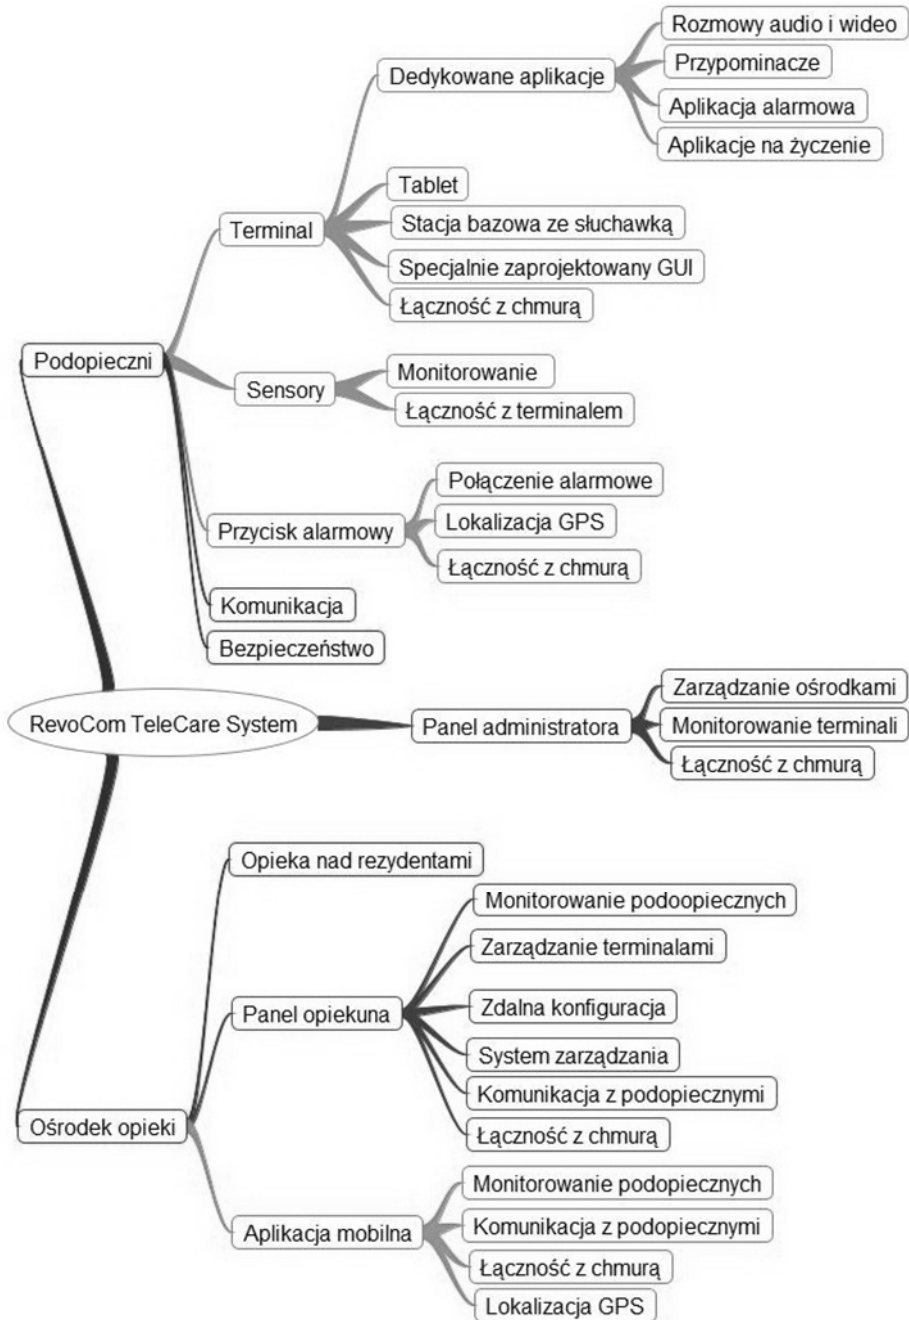 Rozmowy audio i wideo
Dedykowane aplikacje
Przypominacze
Aplikacja alarmowa
Aplikacje na życzenie
Tablet
Terminal
Stacja bazowa ze słuchawką
Specjalnie zaprojektowany GUI
Łączność z chmurą
Podopieczni
Sensory
Monitorowanie
Łączność z terminalem
Przycisk alarmowy
Połączenie alarmowe
Lokalizacja GPS
Łączność z chmurą
Komunikacja
Bezpieczeństwo
RevoCom TeleCare System
Panel administratora
Zarządzanie ośrodkami
Monitorowanie terminali
Łączność z chmurą
Opieka nad rezydentami
Panel opiekuna
Monitorowanie podoopiecznych
Zarządzanie terminalami
Zdalna konfiguracja
System zarządzania
Komunikacja z podopiecznymi
Łączność z chmurą
Ośrodek opieki
Aplikacja mobilna
Monitorowanie podopiecznych
Komunikacja z podopiecznymi
Łączność z chmurą
Lokalizacja GPS